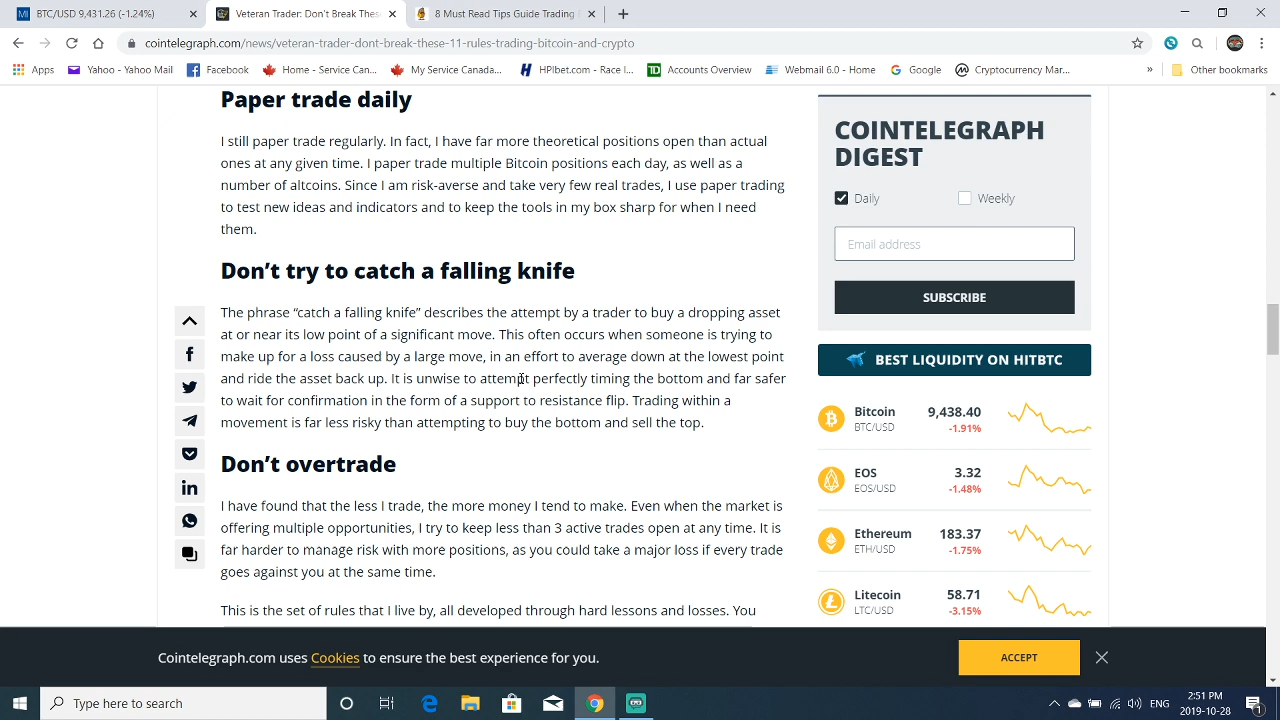 BTC/USD 9,431.26 (-1.24%)
Veteran Trader: Don't Break Thes
8 Must Read Tips Guide Trading
cointelegraph.com/news/veteran-trader-dont-break-these-11-rules-trading-bitcoin-and-crypto
Apps
Yahoo - Yahoo Mail
Facebook
Home - Service Can...
My Service Canada...
HPIbet.com - Race I...
TD
Accounts Overview
Webmail 6.0 - Home
Google
Cryptocurrency Mar...
»
Other bookmarks
Paper trade daily
I still paper trade regularly. In fact, I have far more theoretical positions open than actual
ones at any given time. I paper trade multiple Bitcoin positions each day, as well as a
number of altcoins. Since I am risk-averse and take very few real trades, I use paper trading
to test new ideas and indicators and to keep the tools in my box sharp for when I need
them.
Don’t try to catch a falling knife
The phrase “catch a falling knife” describes the attempt by a trader to buy a dropping asset
at or near its low point of a significant move. This often occurs when someone is trying to
make up for a loss caused by a large move, in an effort to average down at the lowest point
and ride the asset back up. It is unwise to attempt perfectly timing the bottom and far safer
to wait for confirmation in the form of a support to resistance flip. Trading within a
movement is far less risky than attempting to buy the bottom and sell the top.
Don’t overtrade
I have found that the less I trade, the more money I tend to make. Even when the market is
offering multiple opportunities, I try to keep less than 3 active trades open at any time. It is
far harder to manage risk with more positions, as you could take a major loss if every trade
goes against you at the same time.
This is the set of rules that I live by, all developed through hard lessons and losses. You
COINTELEGRAPH
DIGEST
Daily
Weekly
Email address
SUBSCRIBE
BEST LIQUIDITY ON HITBTC
Bitcoin 9,438.40
BTC/USD -1.91%
EOS 3.32
EOS/USD -1.48%
Ethereum 183.37
ETH/USD -1.75%
Litecoin 58.71
LTC/USD -3.15%
Cointelegraph.com uses Cookies to ensure the best experience for you.
ACCEPT
Type here to search
ENG
2:51 PM
2019-10-28